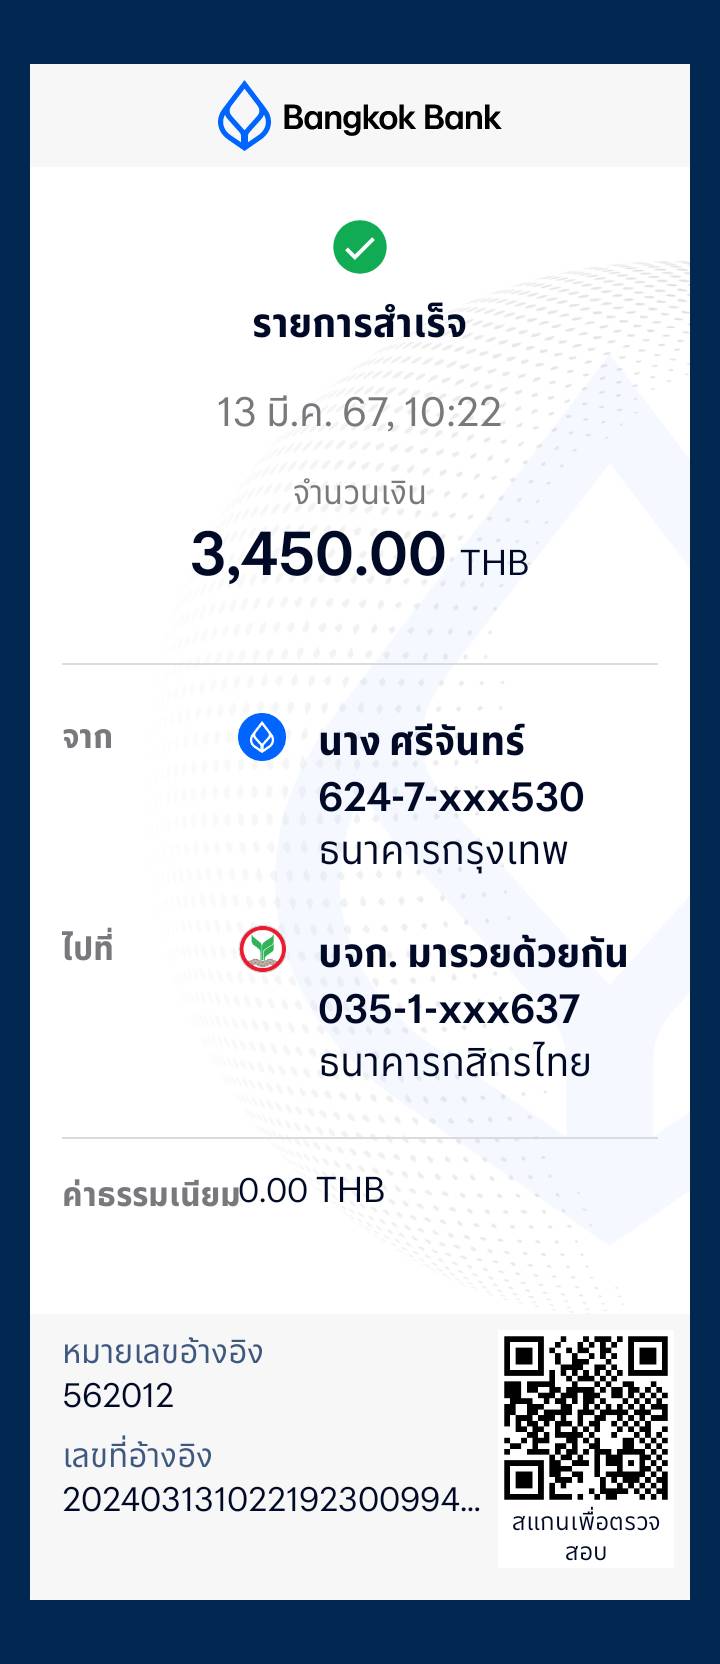 Bangkok Bank
รายการสำเร็จ
13 มี.ค. 67, 10:22
จำนวนเงิน
3,450.00 THB
จาก
นาง ศรีจันทร์
624-7-xxx530
ธนาคารกรุงเทพ
ไปที่
บจก. มารวยด้วยกัน
035-1-xxx637
ธนาคารกสิกรไทย
ค่าธรรมเนียม 0.00 THB
หมายเลขอ้างอิง
562012
เลขที่อ้างอิง
202403131022192300994...
สแกนเพื่อตรวจ
สอบ